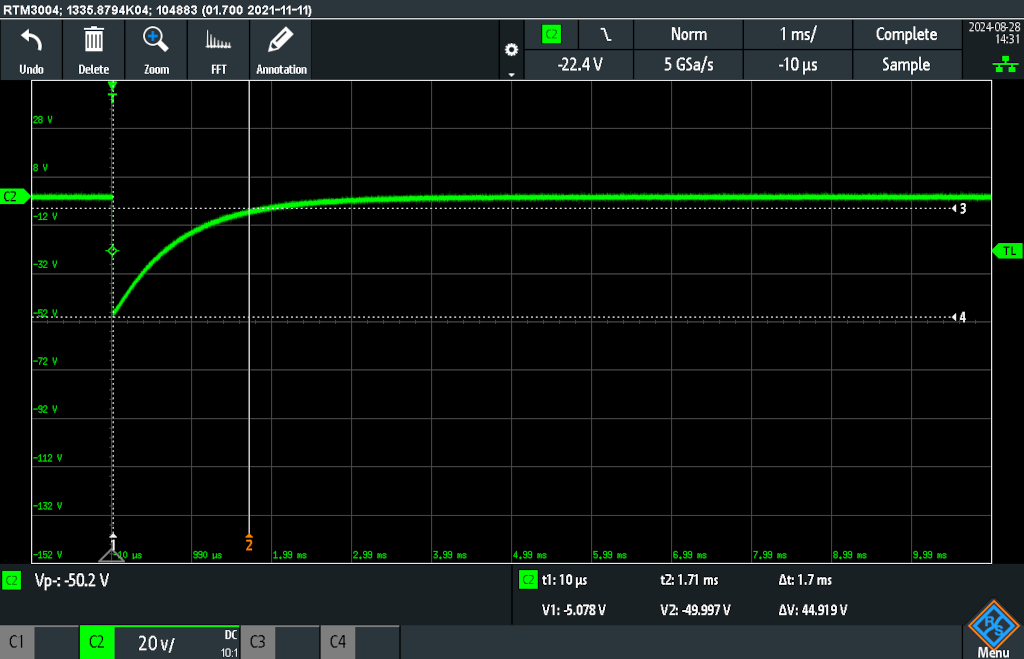 RTM3004; 1335.8794K04; 104883 (01.700 2021-11-11)
Undo Delete Zoom FFT Annotation
C2 Norm 1 ms/ Complete 2024-08-28
14:31
-22.4 V 5 GSa/s -10 µs Sample
T
28 V
8 V
C2
-12 V
3
TL
-32 V
-52 V
4
-72 V
-92 V
-112 V
-132 V
1 2
-152 V -10 µs 990 µs 1.99 ms 2.99 ms 3.99 ms 4.99 ms 5.99 ms 6.99 ms 7.99 ms 8.99 ms 9.99 ms
C2 Vp-: -50.2 V
C2 t1: 10 µs t2: 1.71 ms Δt: 1.7 ms
V1: -5.078 V V2: -49.997 V ΔV: 44.919 V
C1 C2 20 V/ DC
10:1
C3 C4
R&S
Menu